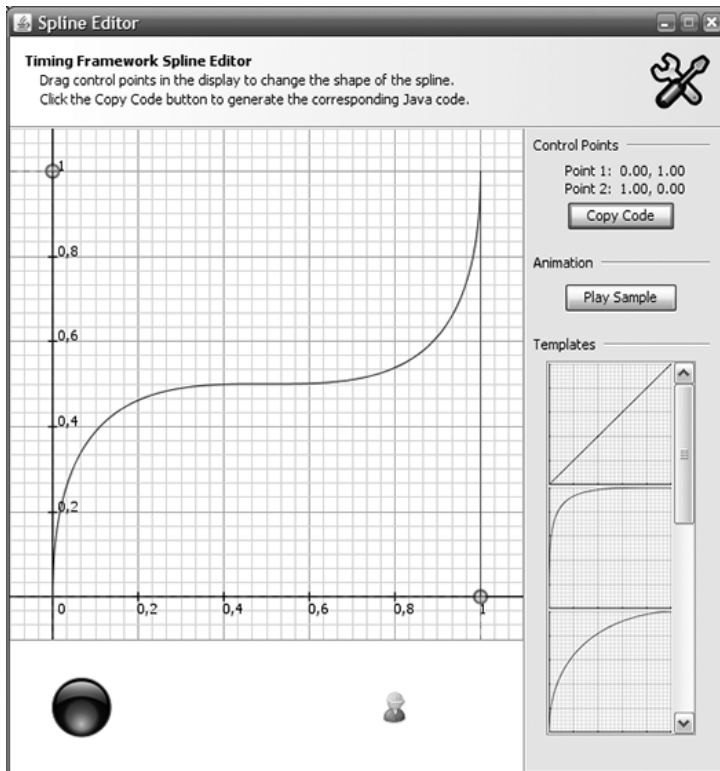 Spline Editor
Timing Framework Spline Editor
Drag control points in the display to change the shape of the spline.
Click the Copy Code button to generate the corresponding Java code.
1
0,8
0,6
0,4
0,2
0 0,2 0,4 0,6 0,8 1
Control Points
Point 1: 0.00, 1.00
Point 2: 1.00, 0.00
Copy Code
Animation
Play Sample
Templates